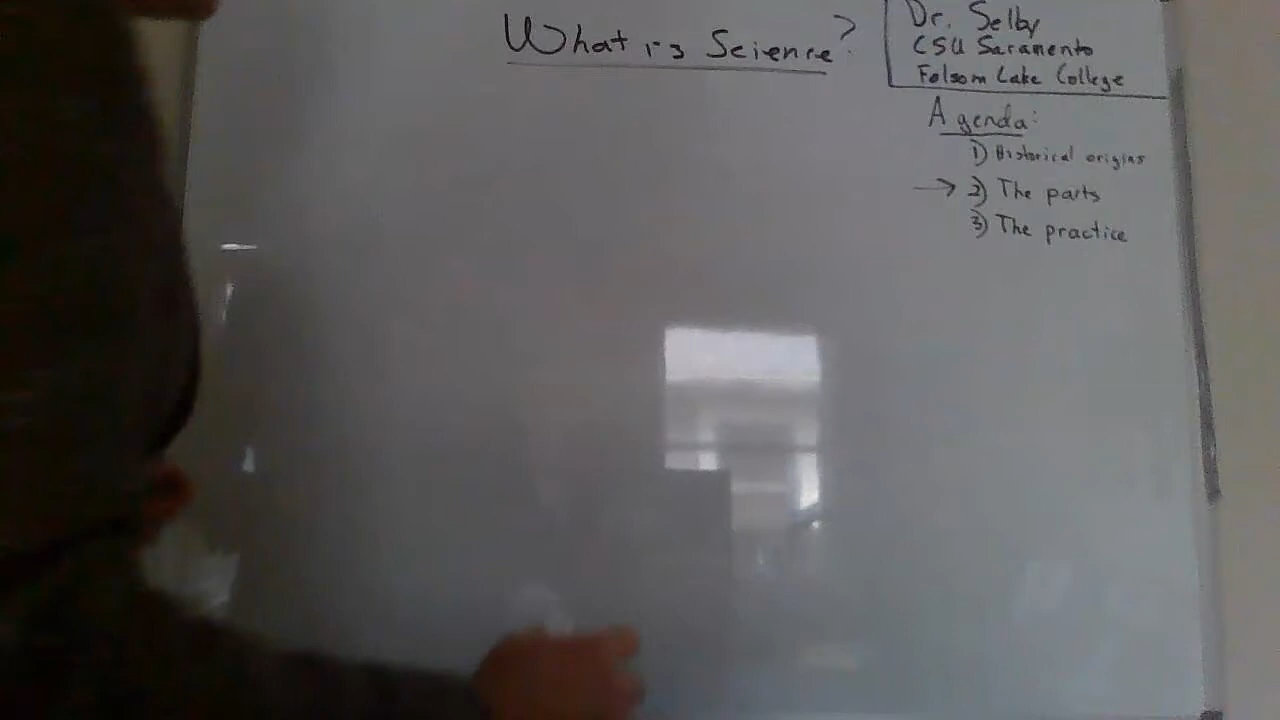 What is Science?
Dr. Selby
CSU Saramento
Folsom Lake College
Agenda:
1) Historical origins
→ 2) The parts
3) The practice